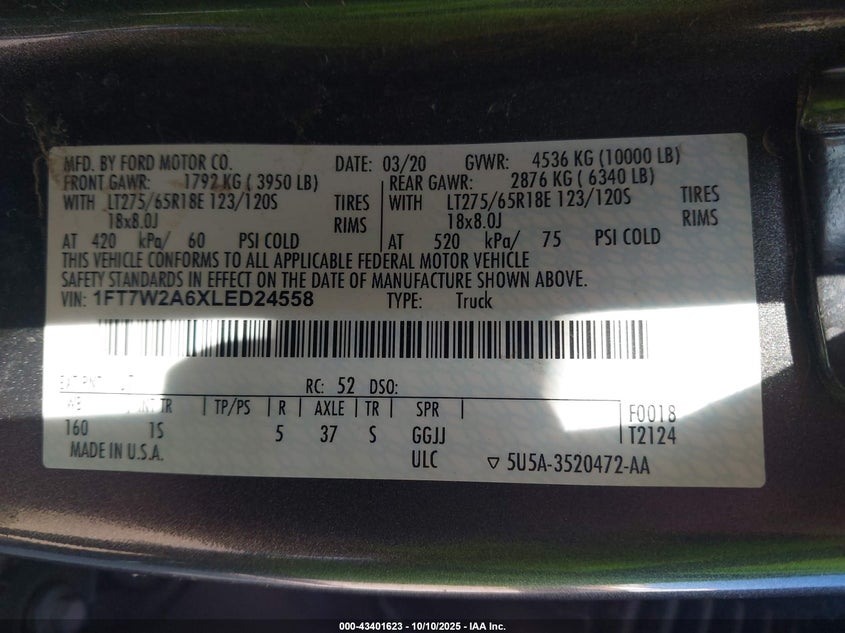 MFD. BY FORD MOTOR CO. DATE: 03/20 GVWR: 4536 KG (10000 LB)
FRONT GAWR: 1792 KG ( 3950 LB) REAR GAWR: 2876 KG ( 6340 LB)
WITH LT275/65R18E 123/120S TIRES WITH LT275/65R18E 123/120S TIRES
18x8.0J RIMS 18x8.0J RIMS
AT 420 kPa/ 60 PSI COLD AT 520 kPa/ 75 PSI COLD
THIS VEHICLE CONFORMS TO ALL APPLICABLE FEDERAL MOTOR VEHICLE
SAFETY STANDARDS IN EFFECT ON THE DATE OF MANUFACTURE SHOWN ABOVE.
VIN: 1FT7W2A6XLED24558 TYPE: Truck
EXT PNT: RC: 52 DSO:
WB INT TR TP/PS R AXLE TR SPR F0018
160 1S 5 37 S GGJJ T2124
MADE IN U.S.A. ULC ▽ 5U5A-3520472-AA
000-43401623 - 10/10/2025 - IAA Inc.